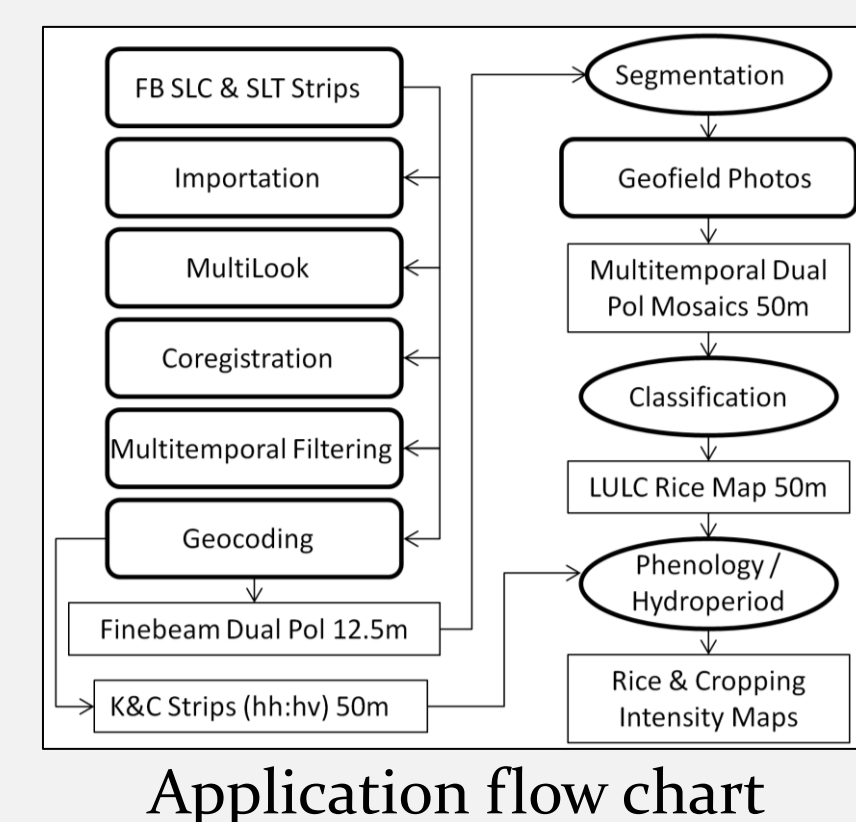 FB SLC & SLT Strips
Importation
MultiLook
Coregistration
Multitemporal Filtering
Geocoding
Finebeam Dual Pol 12.5m
K&C Strips (hh:hv) 50m
Segmentation
Geofield Photos
Multitemporal Dual
Pol Mosaics 50m
Classification
LULC Rice Map 50m
Phenology /
Hydroperiod
Rice & Cropping
Intensity Maps
Application flow chart